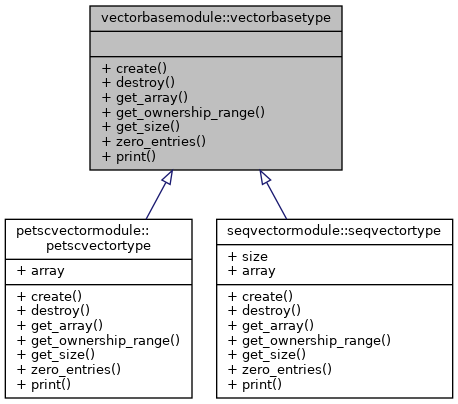 vectorbasemodule::vectorbasetype
+ create()
+ destroy()
+ get_array()
+ get_ownership_range()
+ get_size()
+ zero_entries()
+ print()
petscvectormodule::
petscvectortype
+ array
+ create()
+ destroy()
+ get_array()
+ get_ownership_range()
+ get_size()
+ zero_entries()
+ print()
seqvectormodule::seqvectortype
+ size
+ array
+ create()
+ destroy()
+ get_array()
+ get_ownership_range()
+ get_size()
+ zero_entries()
+ print()